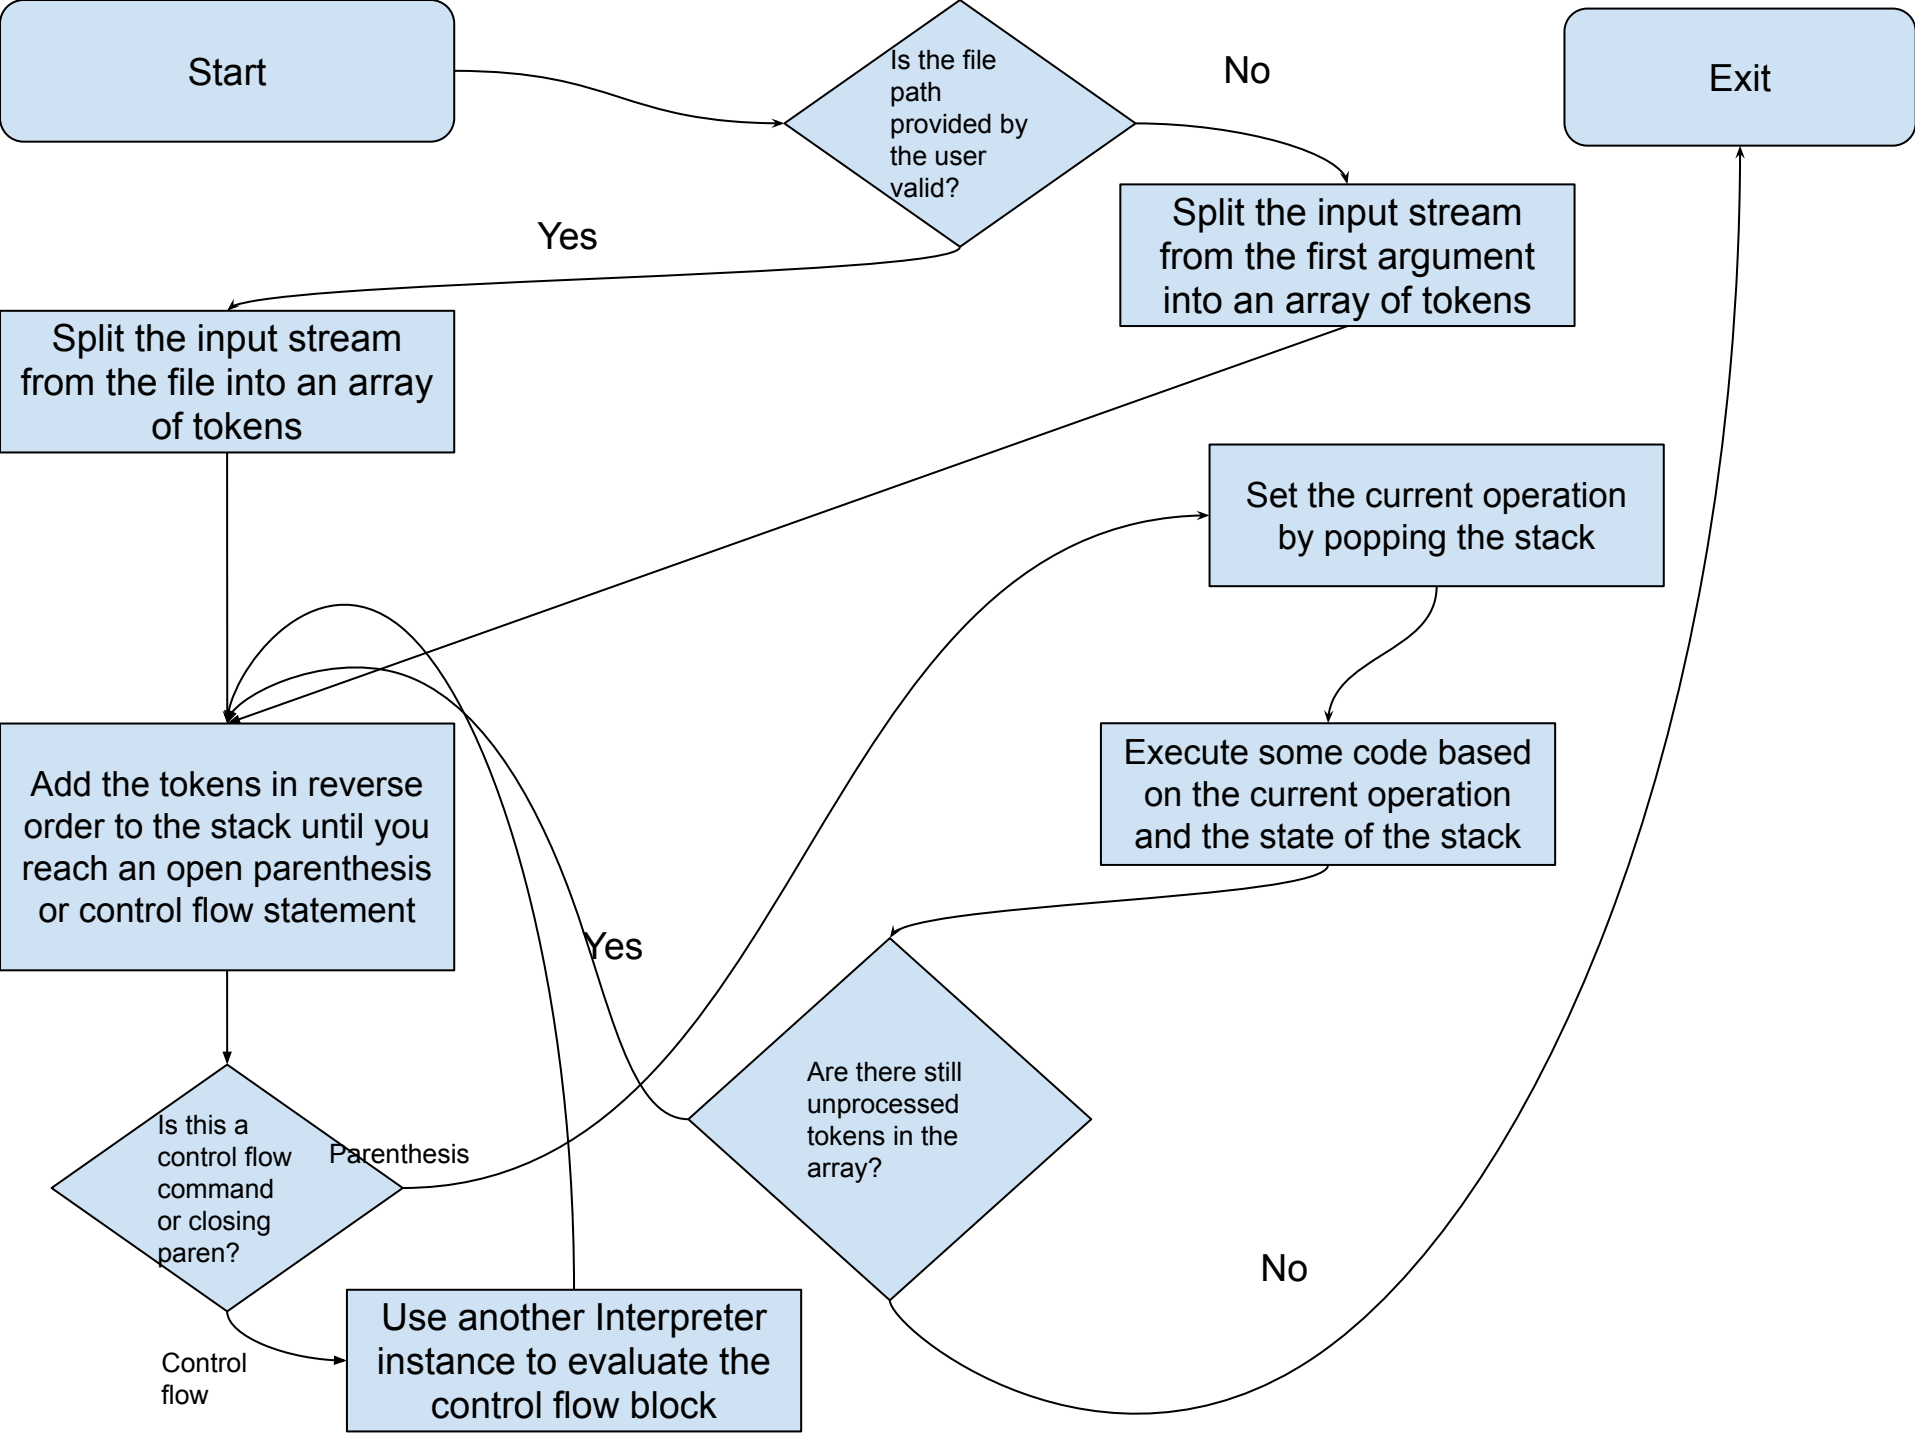 Start
Is the file
path
provided by
the user
valid?
No
Exit
Yes
Split the input stream
from the first argument
into an array of tokens
Split the input stream
from the file into an array
of tokens
Set the current operation
by popping the stack
Add the tokens in reverse
order to the stack until you
reach an open parenthesis
or control flow statement
Execute some code based
on the current operation
and the state of the stack
Yes
Are there still
unprocessed
tokens in the
array?
Is this a
control flow
command
or closing
paren?
Parenthesis
No
Control
flow
Use another Interpreter
instance to evaluate the
control flow block